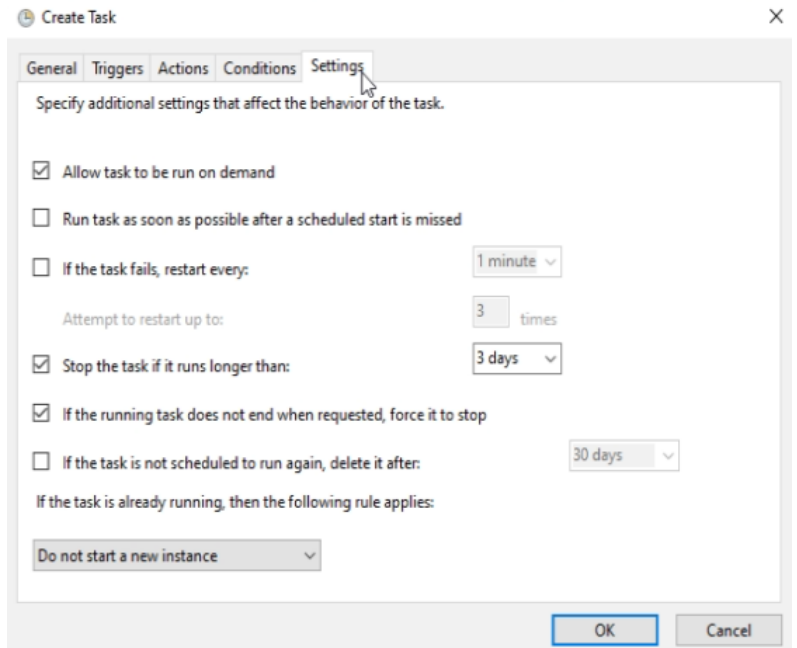 Create Task
General Triggers Actions Conditions Settings
Specify additional settings that affect the behavior of the task.
Allow task to be run on demand
Run task as soon as possible after a scheduled start is missed
If the task fails, restart every: 1 minute
Attempt to restart up to: 3 times
Stop the task if it runs longer than: 3 days
If the running task does not end when requested, force it to stop
If the task is not scheduled to run again, delete it after: 30 days
If the task is already running, then the following rule applies:
Do not start a new instance
OK Cancel